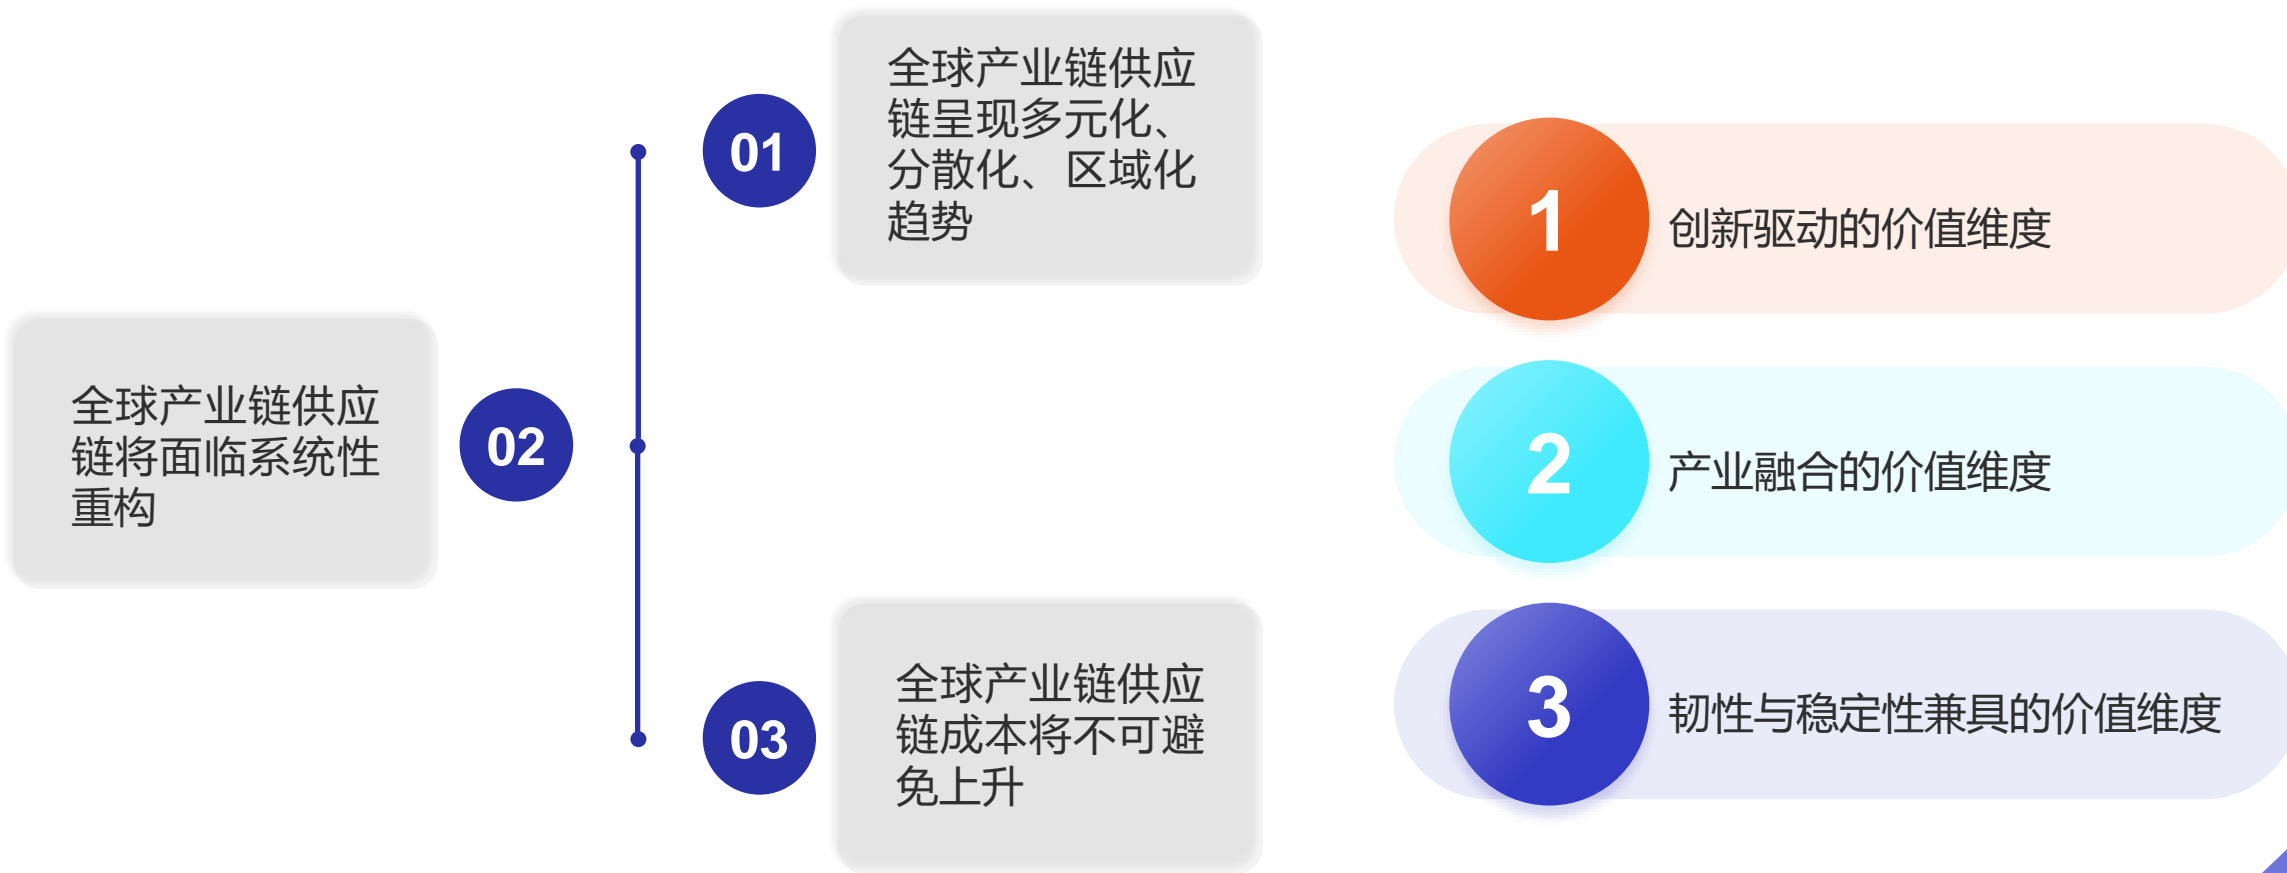 01
全球产业链供应
链呈现多元化、
分散化、区域化
趋势
全球产业链供应
链将面临系统性
重构
02
03
全球产业链供应
链成本将不可避
免上升
1
创新驱动的价值维度
2
产业融合的价值维度
3
韧性与稳定性兼具的价值维度